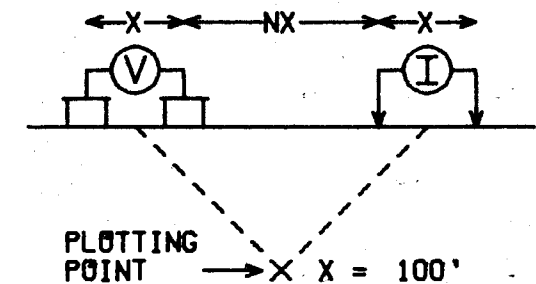 X NX X
V I
PLOTTING
POINT X X = 100'